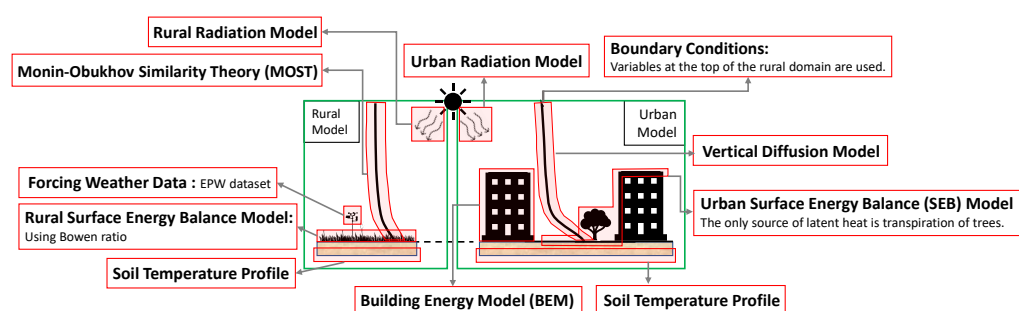 Rural Radiation Model
Monin-Obukhov Similarity Theory (MOST)
Urban Radiation Model
Boundary Conditions:
Variables at the top of the rural domain are used.
Rural
Model
Urban
Model
Vertical Diffusion Model
Forcing Weather Data : EPW dataset
Rural Surface Energy Balance Model:
Using Bowen ratio
Urban Surface Energy Balance (SEB) Model
The only source of latent heat is transpiration of trees.
Soil Temperature Profile
Building Energy Model (BEM)
Soil Temperature Profile